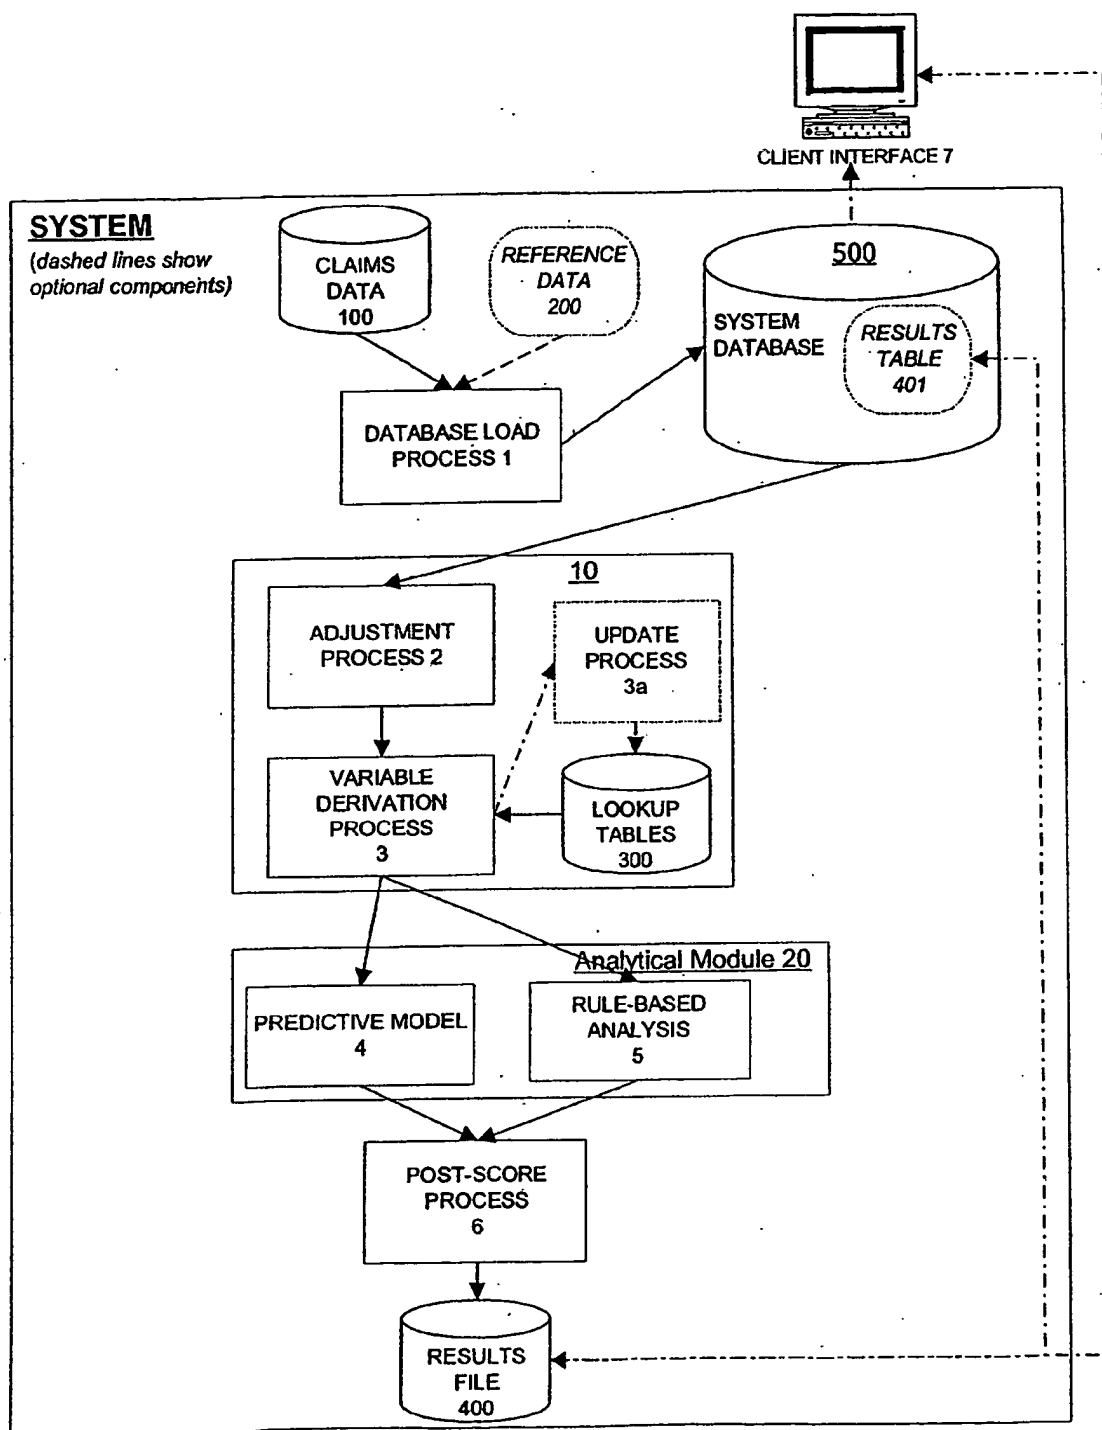 CLIENT INTERFACE 7
SYSTEM
(dashed lines show
optional components)
CLAIMS
DATA
100
REFERENCE
DATA
200
500
SYSTEM
DATABASE
RESULTS
TABLE
401
DATABASE LOAD
PROCESS 1
10
ADJUSTMENT
PROCESS 2
UPDATE
PROCESS
3a
VARIABLE
DERIVATION
PROCESS
3
LOOKUP
TABLES
300
Analytical Module 20
PREDICTIVE MODEL
4
RULE-BASED
ANALYSIS
5
POST-SCORE
PROCESS
6
RESULTS
FILE
400